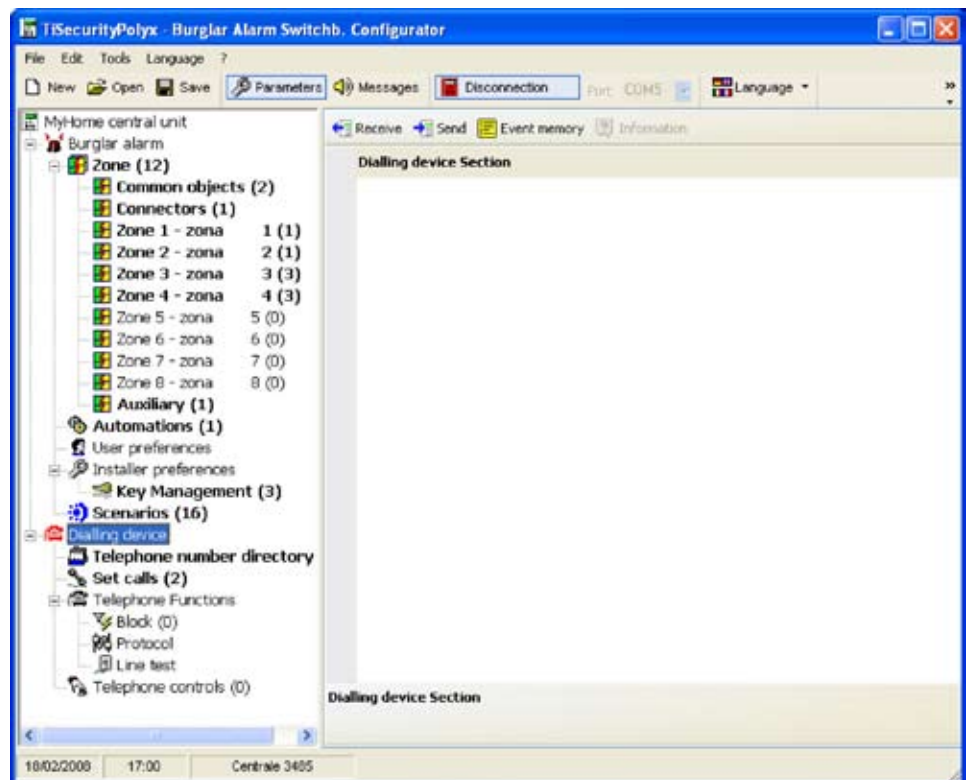 TiSecurityPolyx - Burglar Alarm Switchb. Configurator
File Edit Tools Language ?
New Open Save Parameters Messages Disconnection Port: COM5 Language
MyHome central unit
Receive Send Event memory Information
Burglar alarm
Dialling device Section
Zone (12)
Common objects (2)
Connectors (1)
Zone 1 - zona 1 (1)
Zone 2 - zona 2 (1)
Zone 3 - zona 3 (3)
Zone 4 - zona 4 (3)
Zone 5 - zona 5 (0)
Zone 6 - zona 6 (0)
Zone 7 - zona 7 (0)
Zone 8 - zona 8 (0)
Auxiliary (1)
Automations (1)
User preferences
Installer preferences
Key Management (3)
Scenarios (16)
Dialling device
Telephone number directory
Set calls (2)
Telephone Functions
Block (0)
Protocol
Line test
Telephone controls (0)
Dialling device Section
18/02/2008 17:00 Centrale 3485